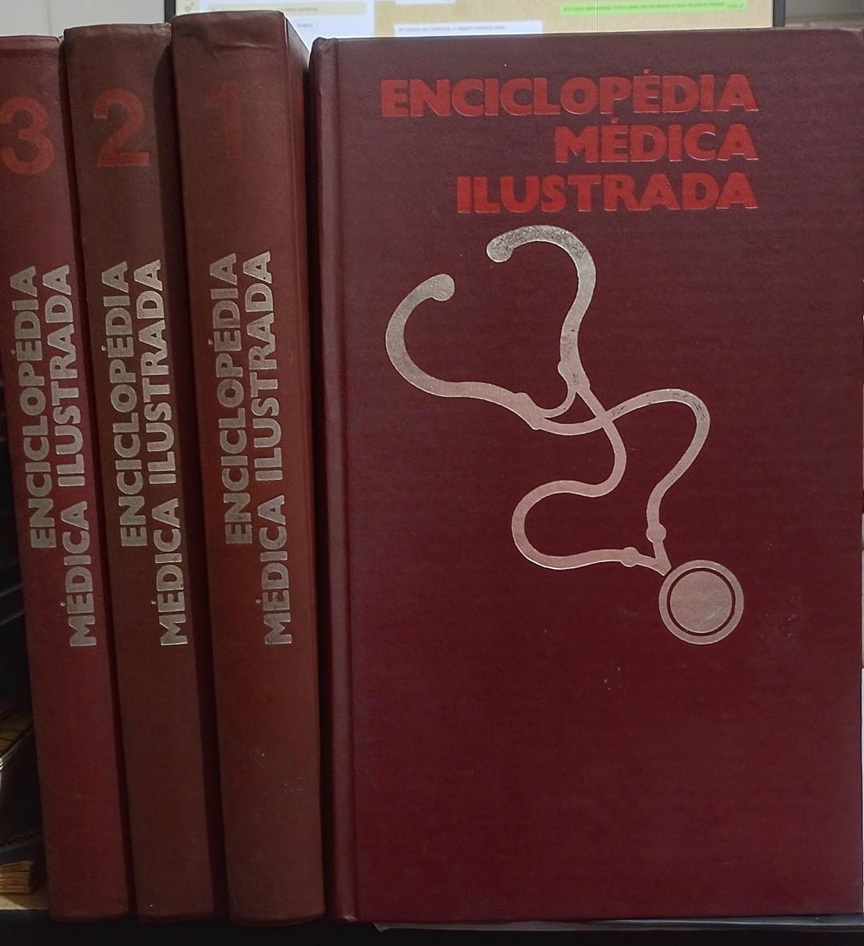 3
ENCICLOPÉDIA
MÉDICA ILUSTRADA
2
ENCICLOPÉDIA
MÉDICA ILUSTRADA
1
ENCICLOPÉDIA
MÉDICA ILUSTRADA
ENCICLOPÉDIA
MÉDICA
ILUSTRADA